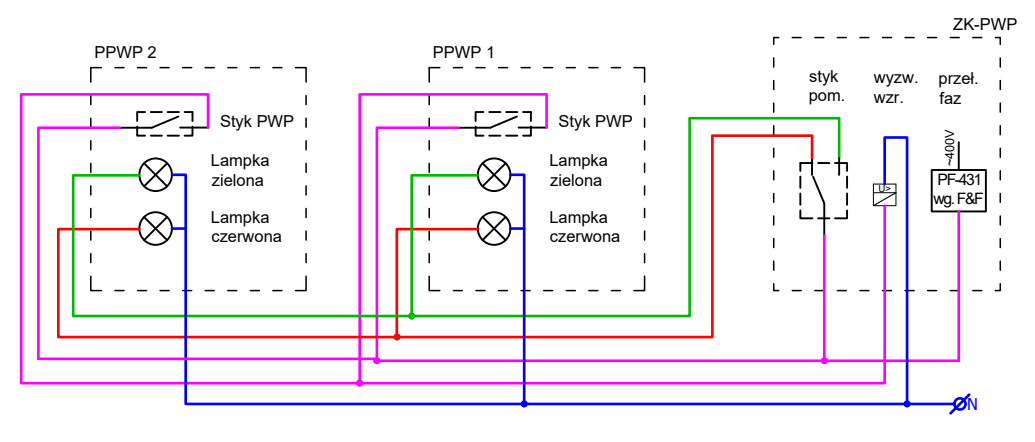 ZK-PWP
PPWP 2
PPWP 1
styk
pom.
wyzw.
wzr.
przeł.
faz
Styk PWP
Styk PWP
~400V
Lampka
zielona
Lampka
zielona
U>
PF-431
wg. F&F
Lampka
czerwona
Lampka
czerwona
N